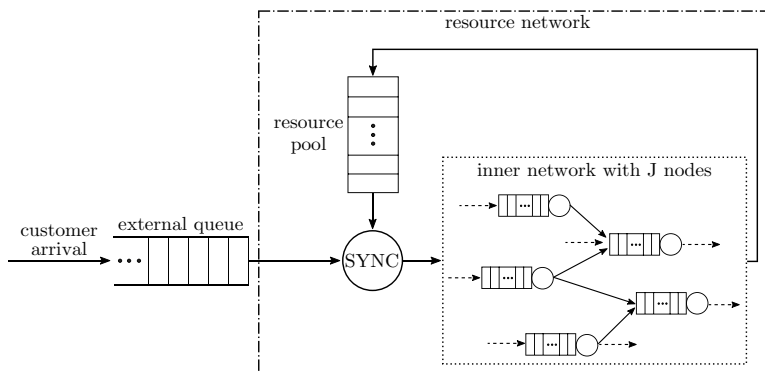 resource network
resource
pool
inner network with J nodes
customer
arrival
external queue
SYNC